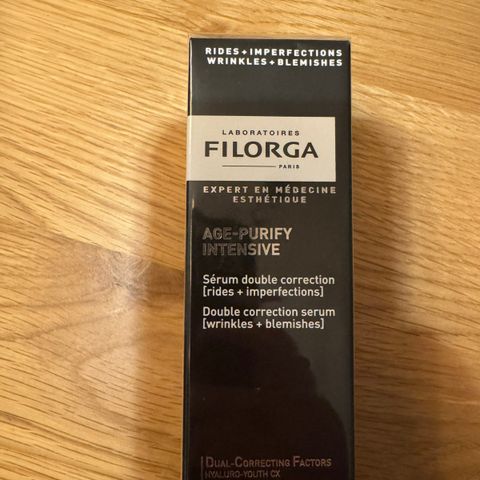 RIDES+IMPERFECTIONS
WRINKLES+BLEMISHES
LABORATOIRES
FILORGA
PARIS
EXPERT EN MÉDECINE
ESTHÉTIQUE
AGE-PURIFY
INTENSIVE
Sérum double correction
[rides + imperfections]
Double correction serum
[wrinkles + blemishes]
DUAL-CORRECTING FACTORS
HYALURO-YOUTH CX